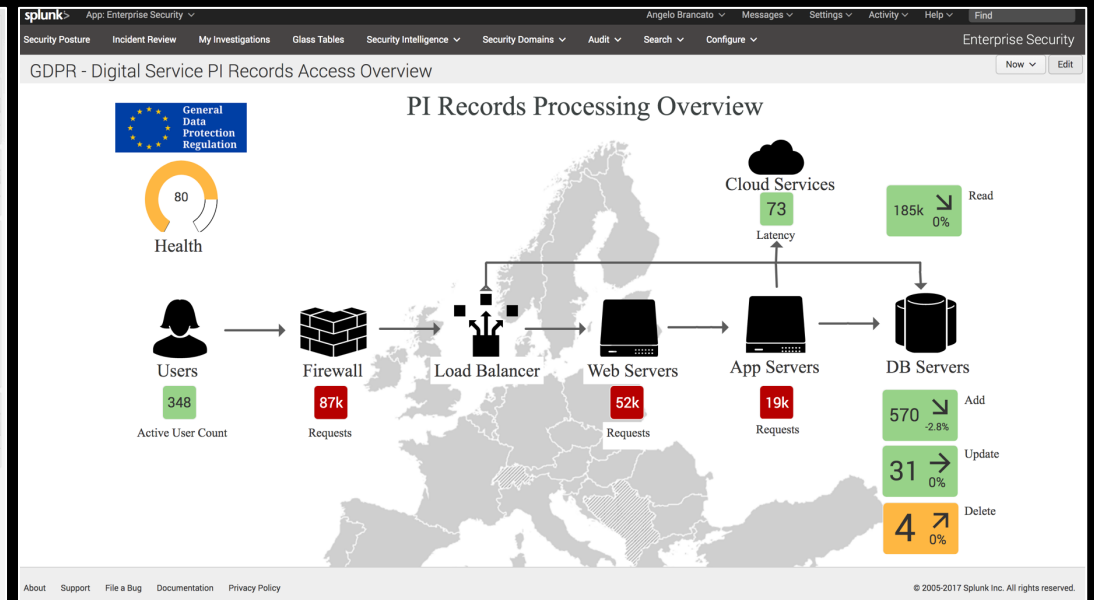 splunk> App: Enterprise Security Angelo Brancato Messages Settings Activity Help Find
Security Posture Incident Review My Investigations Glass Tables Security Intelligence Security Domains Audit Search Configure Enterprise Security
GDPR - Digital Service PI Records Access Overview Now Edit
PI Records Processing Overview
General
Data
Protection
Regulation
80
Health
Cloud Services
73
Latency
185k 0% Read
Users Firewall Load Balancer Web Servers App Servers DB Servers
348 87k 52k 19k
Active User Count Requests Requests Requests
570 -2.8% Add
31 0% Update
4 0% Delete
About Support File a Bug Documentation Privacy Policy © 2005-2017 Splunk Inc. All rights reserved.